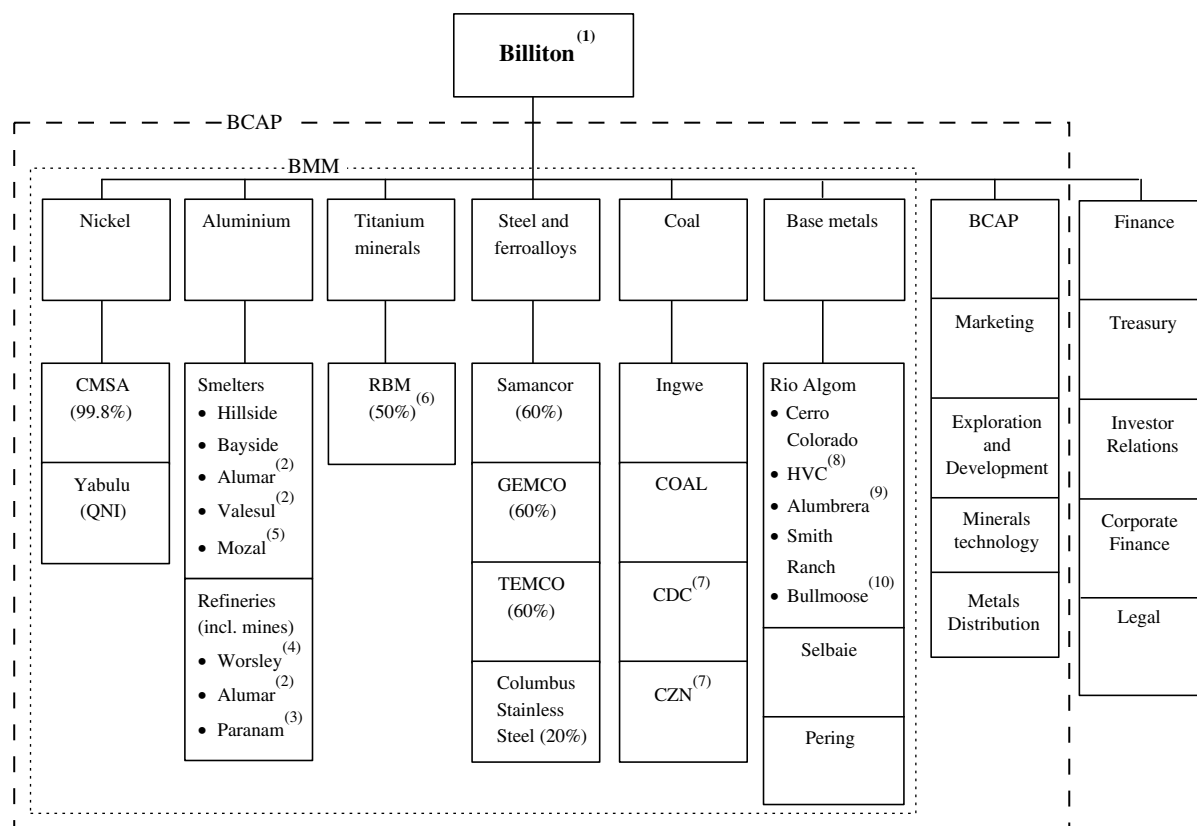 Billiton (1)
BCAP
BMM
Nickel
Aluminium
Titanium
minerals
Steel and
ferroalloys
Coal
Base metals
BCAP
Finance
CMSA
(99.8%)
Yabulu
(QNI)
Smelters
• Hillside
• Bayside
• Alumar (2)
• Valesul (2)
• Mozal (5)
Refineries
(incl. mines)
• Worsley (4)
• Alumar (2)
• Paranam (3)
RBM
(50%) (6)
Samancor
(60%)
GEMCO
(60%)
TEMCO
(60%)
Columbus
Stainless
Steel (20%)
Ingwe
COAL
CDC (7)
CZN (7)
Rio Algom
• Cerro
Colorado
• HVC (8)
• Alumbrera (9)
• Smith
Ranch
• Bullmoose (10)
Selbaie
Pering
Marketing
Exploration
and
Development
Minerals
technology
Metals
Distribution
Treasury
Investor
Relations
Corporate
Finance
Legal